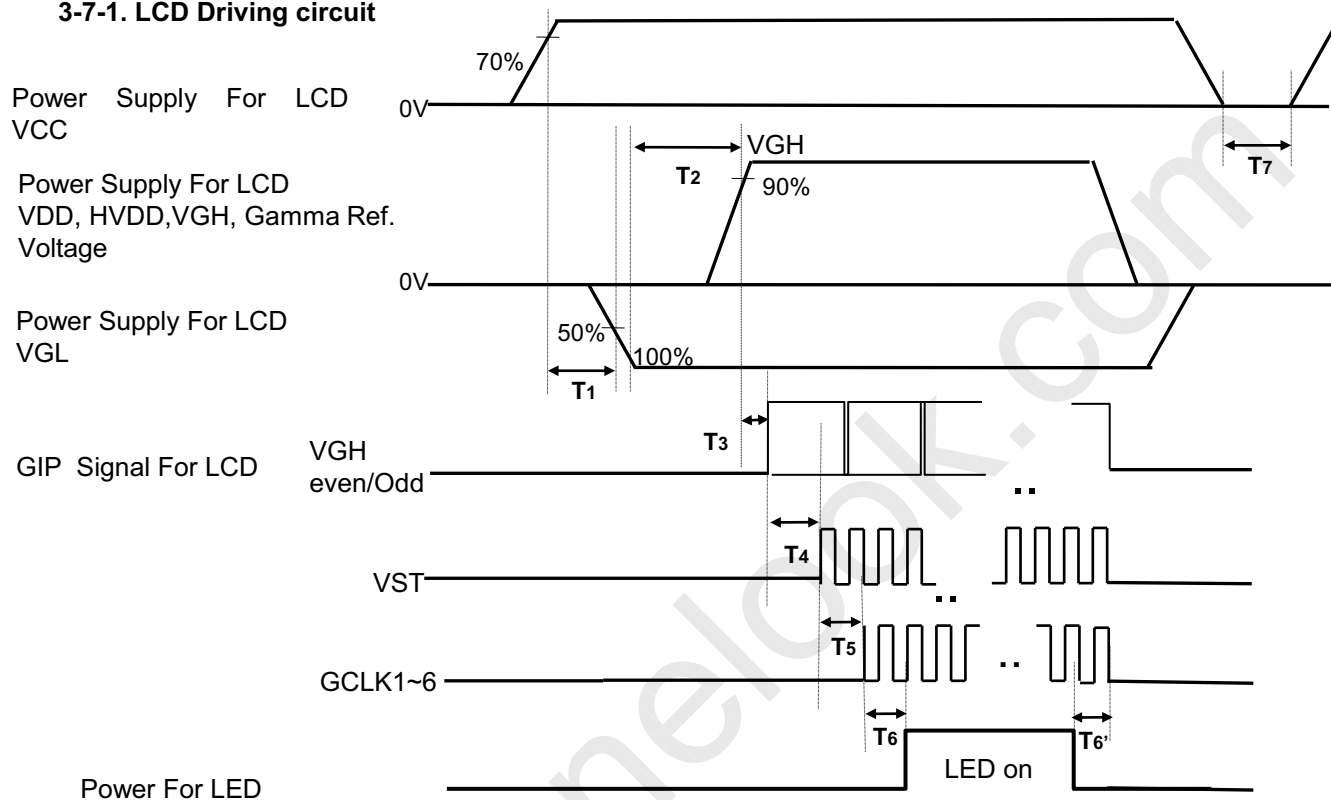 3-7-1. LCD Driving circuit
70%
Power Supply For LCD
VCC
0V
T7
VGH
T2
90%
Power Supply For LCD
VDD, HVDD,VGH, Gamma Ref.
Voltage
0V
Power Supply For LCD
VGL
50%
100%
T1
T3
GIP Signal For LCD
VGH
even/Odd
..
T4
VST
..
T5
..
GCLK1~6
T6
T6'
LED on
Power For LED
nelook.com